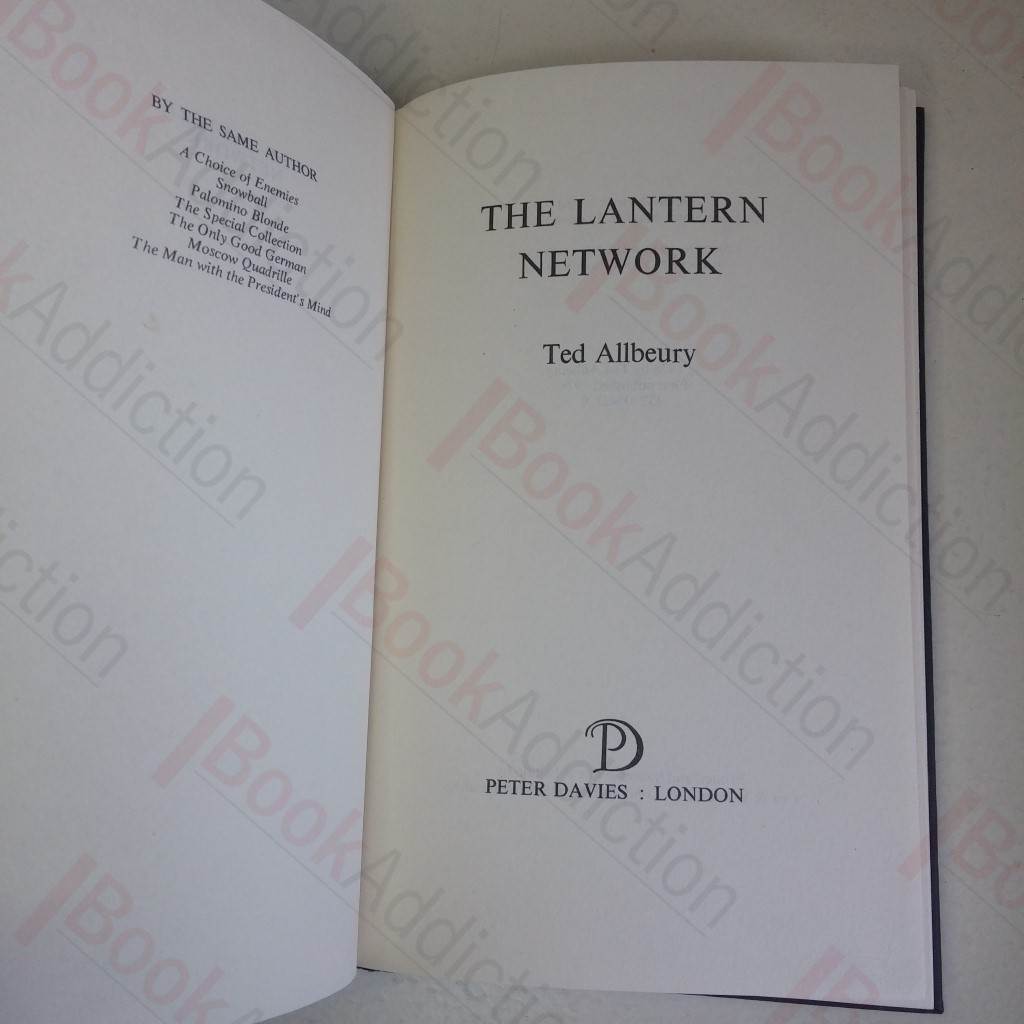 BY THE SAME AUTHOR
A Choice of Enemies
Snowball
Palomino Blonde
The Special Collection
The Only Good German
Moscow Quadrille
The Man with the President's Mind
THE LANTERN
NETWORK
Ted Allbeury
PD
PETER DAVIES : LONDON
BookAddiction